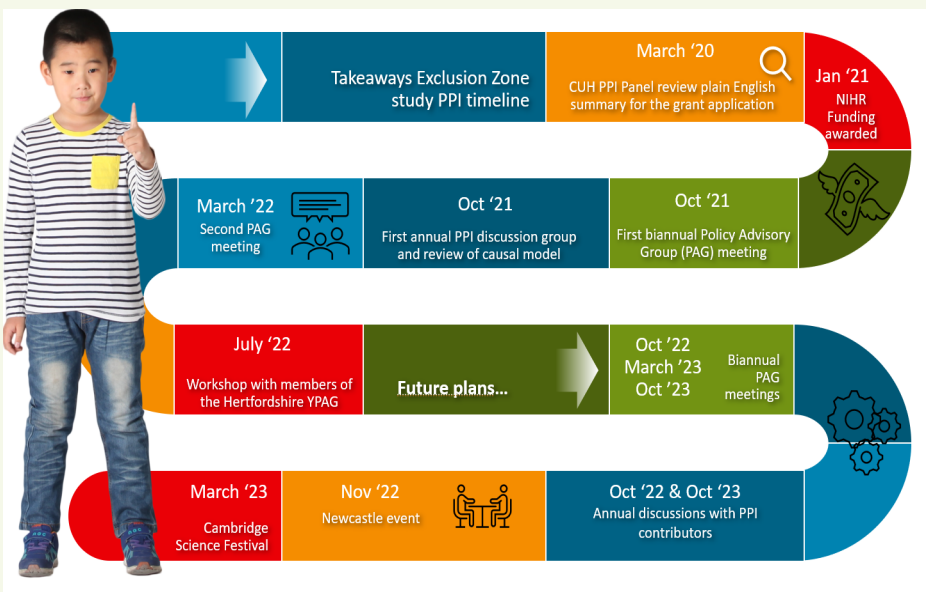 Takeaways Exclusion Zone
study PPI timeline
March ‘20
CUH PPI Panel review plain English
summary for the grant application
Jan ‘21
NIHR
Funding
awarded
Oct ‘21
First biannual Policy Advisory
Group (PAG) meeting
Oct ‘21
First annual PPI discussion group
and review of causal model
March ’22
Second PAG
meeting
July ‘22
Workshop with members of
the Hertfordshire YPAG
Future plans...
Oct ’22
March ’23
Oct ’23
Biannual
PAG
meetings
Oct ’22 & Oct ’23
Annual discussions with PPI
contributors
Nov ‘22
Newcastle event
March ‘23
Cambridge
Science Festival